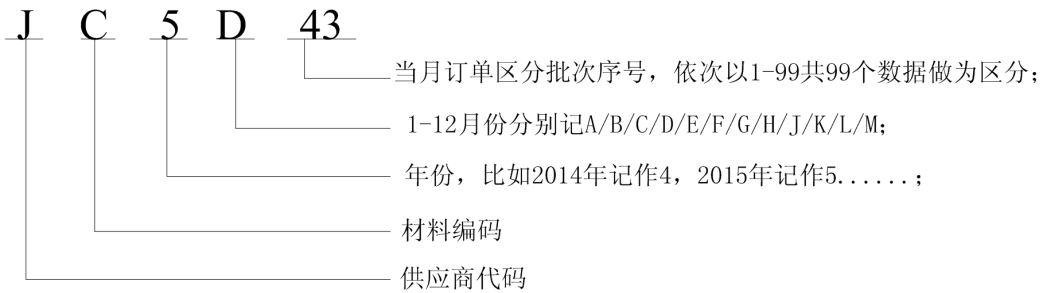 J C 5 D 43
当月订单区分批次序号，依次以1-99共99个数据做为区分；
1-12月份分别记A/B/C/D/E/F/G/H/J/K/L/M；
年份，比如2014年记作4，2015年记作5......；
材料编码
供应商代码